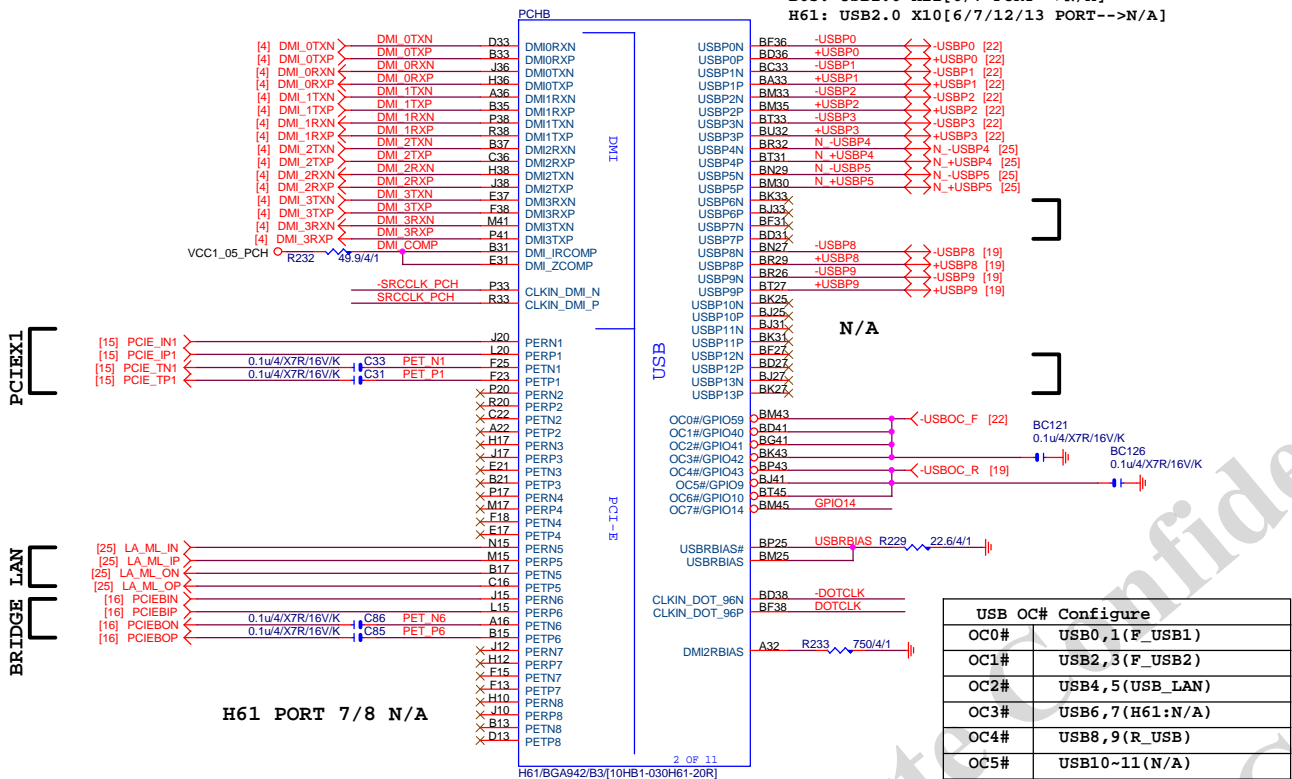 H61: USB2.0 X10[6/7/12/13 PORT-->N/A]
PCHB
[4] DMI_0TXN DMI_0TXN D33 DMI0RXN
[4] DMI_0TXP DMI_0TXP B33 DMI0RXP
[4] DMI_0RXN DMI_0RXN J36 DMI0TXN
[4] DMI_0RXP DMI_0RXP H36 DMI0TXP
[4] DMI_1TXN DMI_1TXN A36 DMI1RXN
[4] DMI_1TXP DMI_1TXP B35 DMI1RXP
[4] DMI_1RXN DMI_1RXN P38 DMI1TXN
[4] DMI_1RXP DMI_1RXP R38 DMI1TXP
[4] DMI_2TXN DMI_2TXN B37 DMI2RXN
[4] DMI_2TXP DMI_2TXP C36 DMI2RXP
[4] DMI_2RXN DMI_2RXN H38 DMI2TXN
[4] DMI_2RXP DMI_2RXP J38 DMI2TXP
[4] DMI_3TXN DMI_3TXN E37 DMI3RXN
[4] DMI_3TXP DMI_3TXP F38 DMI3RXP
[4] DMI_3RXN DMI_3RXN M41 DMI3TXN
[4] DMI_3RXP DMI_3RXP P41 DMI3TXP
VCC1_05_PCH R232 49.9/4/1 DMI_COMP B31 DMI_IRCOMP
E31 DMI_ZCOMP
-SRCCLK_PCH P33 CLKIN_DMI_N
SRCCLK_PCH R33 CLKIN_DMI_P
DMI
PCIEX1
[15] PCIE_IN1 J20 PERN1
[15] PCIE_IP1 L20 PERP1
[15] PCIE_TN1 0.1u/4/X7R/16V/K C33 PET_N1 F25 PETN1
[15] PCIE_TP1 0.1u/4/X7R/16V/K C31 PET_P1 F23 PETP1
P20 PERN2
R20 PERP2
C22 PETN2
A22 PETP2
H17 PERN3
J17 PERP3
E21 PETN3
B21 PETP3
P17 PERN4
M17 PERP4
F18 PETN4
E17 PETP4
PCI-E
BRIDGE LAN
[25] LA_ML_IN N15 PERN5
[25] LA_ML_IP M15 PERP5
[25] LA_ML_ON B17 PETN5
[25] LA_ML_OP C16 PETP5
[16] PCIEBIN J15 PERN6
[16] PCIEBIP L15 PERP6
[16] PCIEBON 0.1u/4/X7R/16V/K C86 PET_N6 A16 PETN6
[16] PCIEBOP 0.1u/4/X7R/16V/K C85 PET_P6 B15 PETP6
J12 PERN7
H12 PERP7
F15 PETN7
F13 PETP7
H10 PERN8
J10 PERP8
B13 PETN8
D13 PETP8
H61 PORT 7/8 N/A
USB
USBP0N BF36 -USBP0 -USBP0 [22]
USBP0P BD36 +USBP0 +USBP0 [22]
USBP1N BC33 -USBP1 -USBP1 [22]
USBP1P BA33 +USBP1 +USBP1 [22]
USBP2N BM33 -USBP2 -USBP2 [22]
USBP2P BM35 +USBP2 +USBP2 [22]
USBP3N BT33 -USBP3 -USBP3 [22]
USBP3P BU32 +USBP3 +USBP3 [22]
USBP4N BR32 N_-USBP4 N_-USBP4 [25]
USBP4P BT31 N_+USBP4 N_+USBP4 [25]
USBP5N BN29 N_-USBP5 N_-USBP5 [25]
USBP5P BM30 N_+USBP5 N_+USBP5 [25]
USBP6N BK33
USBP6P BJ33
USBP7N BF31
USBP7P BD31
USBP8N BN27 -USBP8 -USBP8 [19]
USBP8P BR29 +USBP8 +USBP8 [19]
USBP9N BR26 -USBP9 -USBP9 [19]
USBP9P BT27 +USBP9 +USBP9 [19]
USBP10N BK25
USBP10P BJ25
USBP11N BJ31
USBP11P BK31
USBP12N BF27
USBP12P BD27
USBP13N BJ27
USBP13P BK27
N/A
OC0#/GPIO59 BM43 -USBOC_F [22]
OC1#/GPIO40 BD41
OC2#/GPIO41 BG41
OC3#/GPIO42 BK43
OC4#/GPIO43 BP43 -USBOC_R [19]
OC5#/GPIO9 BJ41
OC6#/GPIO10 BT45
OC7#/GPIO14 BM45 GPIO14
BC121
0.1u/4/X7R/16V/K
BC126
0.1u/4/X7R/16V/K
USBRBIAS# BP25 USBRBIAS R229 22.6/4/1
USBRBIAS BM25
CLKIN_DOT_96N BD38 -DOTCLK
CLKIN_DOT_96P BF38 DOTCLK
DMI2RBIAS A32 R233 750/4/1
2 OF 11
H61/BGA942/B3/[10HB1-030H61-20R]
USB OC# Configure
OC0# USB0,1(F_USB1)
OC1# USB2,3(F_USB2)
OC2# USB4,5(USB_LAN)
OC3# USB6,7(H61:N/A)
OC4# USB8,9(R_USB)
OC5# USB10~11(N/A)